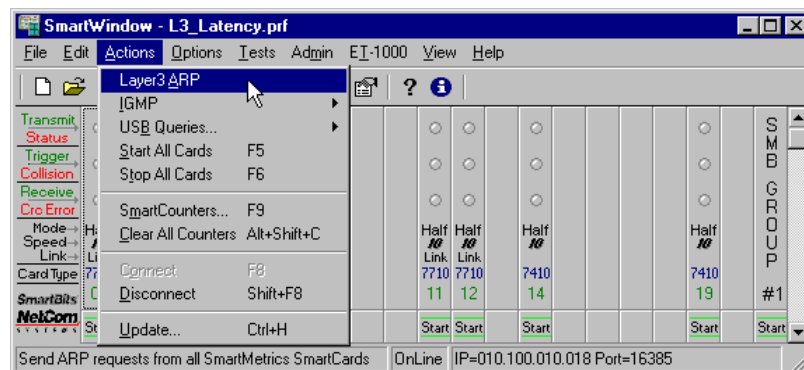 SmartWindow - L3_Latency.prf
File Edit Actions Options Tests Admin ET-1000 View Help
Layer3 ARP
IGMP
USB Queries...
Start All Cards F5
Stop All Cards F6
SmartCounters... F9
Clear All Counters Alt+Shift+C
Connect F8
Disconnect Shift+F8
Update... Ctrl+H
Transmit
Status
Trigger
Collision
Receive
Crc Error
Mode
Speed
Link
Card Type
SmartBits
NetCom
SYSTEMS
Half Half Half Half
10 10 10 10
Link Link
7710 7710 7410 7410
11 12 14 19
Start Start Start Start Start
SMB GROUP
#1
Send ARP requests from all SmartMetrics SmartCards OnLine IP=010.100.010.018 Port=16385